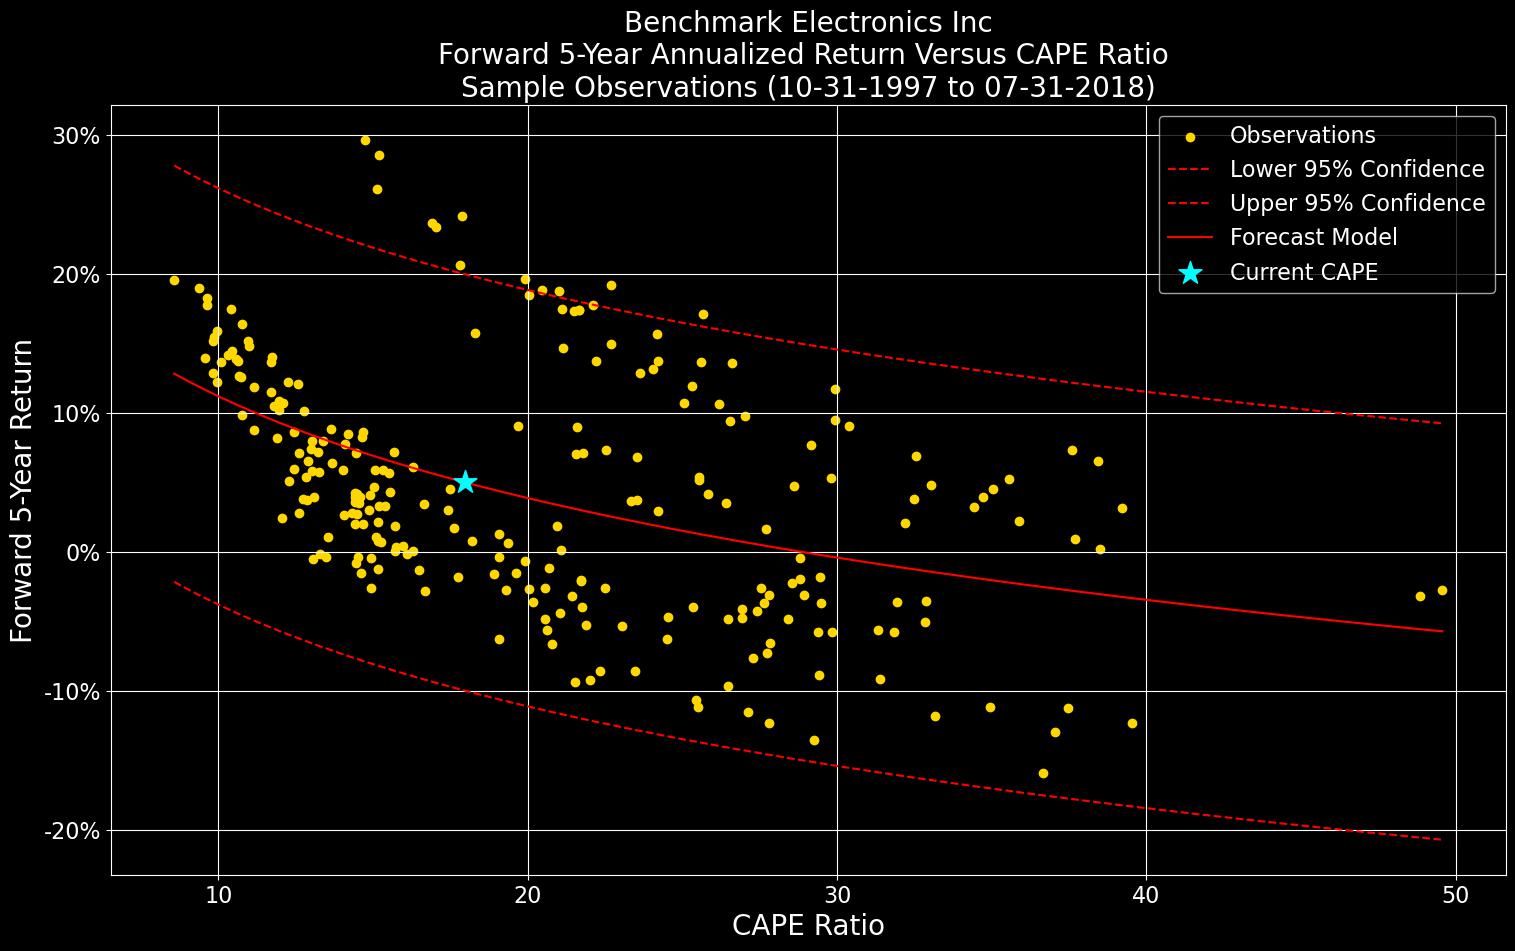 Benchmark Electronics Inc
Forward 5-Year Annualized Return Versus CAPE Ratio
Sample Observations (10-31-1997 to 07-31-2018)
Observations
Lower 95% Confidence
Upper 95% Confidence
Forecast Model
Current CAPE
Forward 5-Year Return
30%
20%
10%
0%
-10%
-20%
10
20
30
40
50
CAPE Ratio